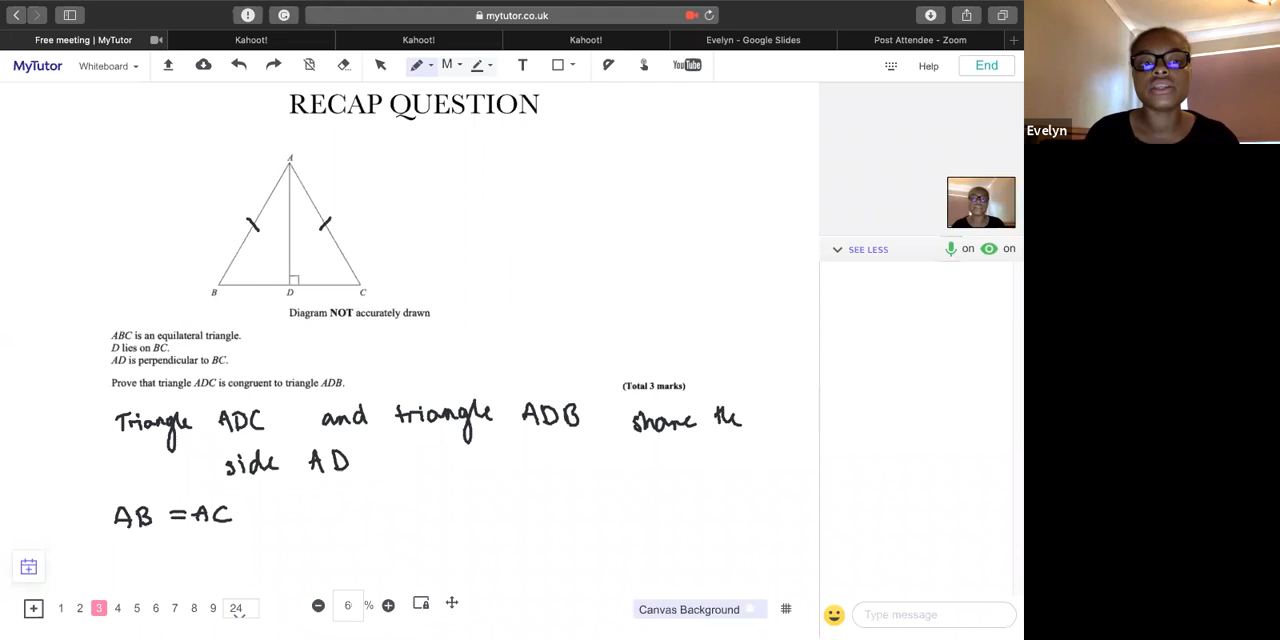 mytutor.co.uk
Free meeting | MyTutor
Kahoot!
Kahoot!
Kahoot!
Evelyn - Google Slides
Post Attendee - Zoom
MyTutor
Whiteboard
M
T
YouTube
Help
End
Evelyn
RECAP QUESTION
A
B
D
C
Diagram NOT accurately drawn
ABC is an equilateral triangle.
D lies on BC.
AD is perpendicular to BC.
Prove that triangle ADC is congruent to triangle ADB.
(Total 3 marks)
Triangle ADC and triangle ADB share the
side AD
AB = AC
SEE LESS
on
on
1 2 3 4 5 6 7 8 9 24
6 %
Canvas Background
Type message